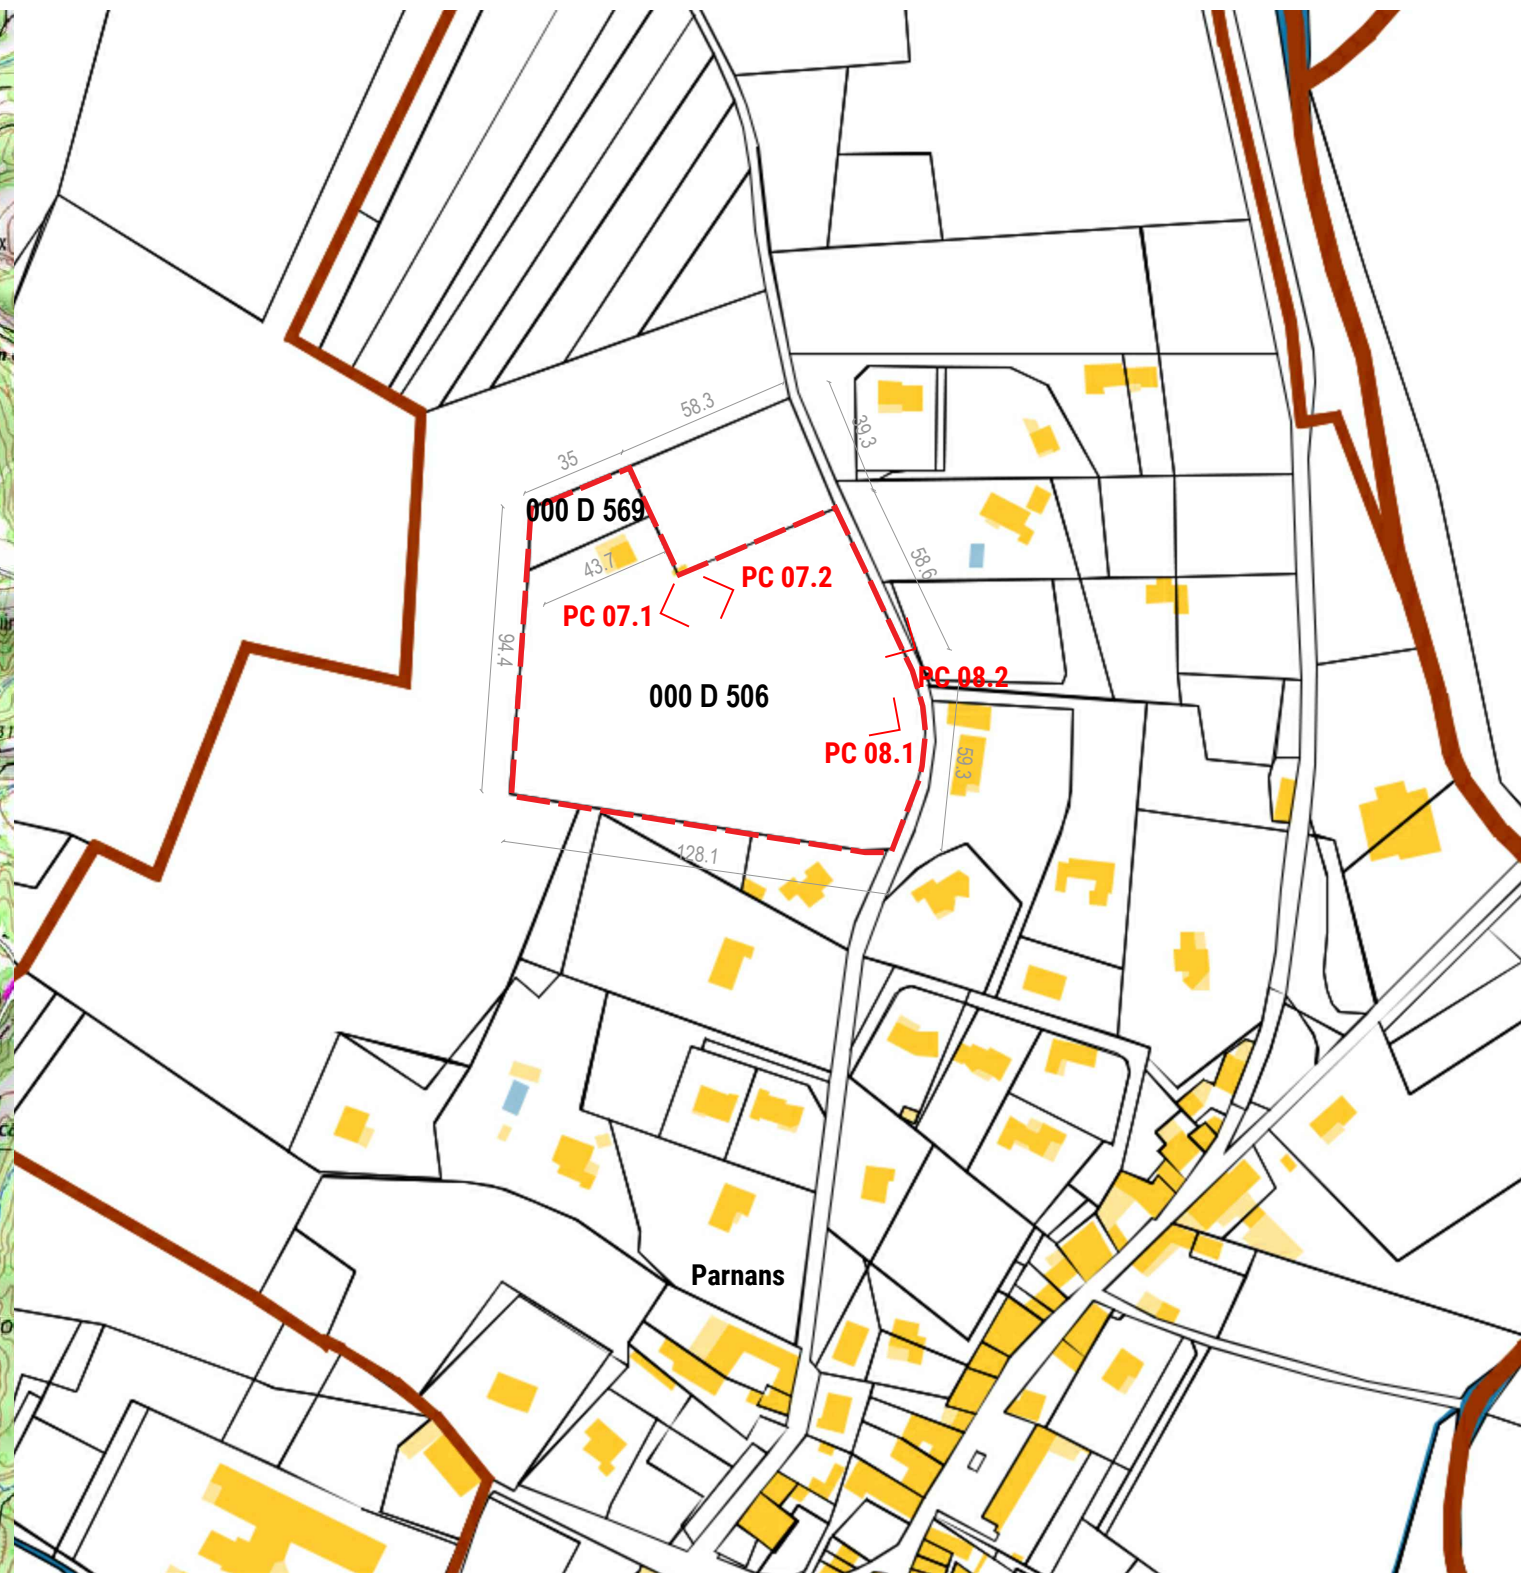 58.3
39.3
35
000 D 569
43.7
58.6
PC 07.2
PC 07.1
94.4
PC 08.2
000 D 506
PC 08.1
59.3
128.1
Parnans